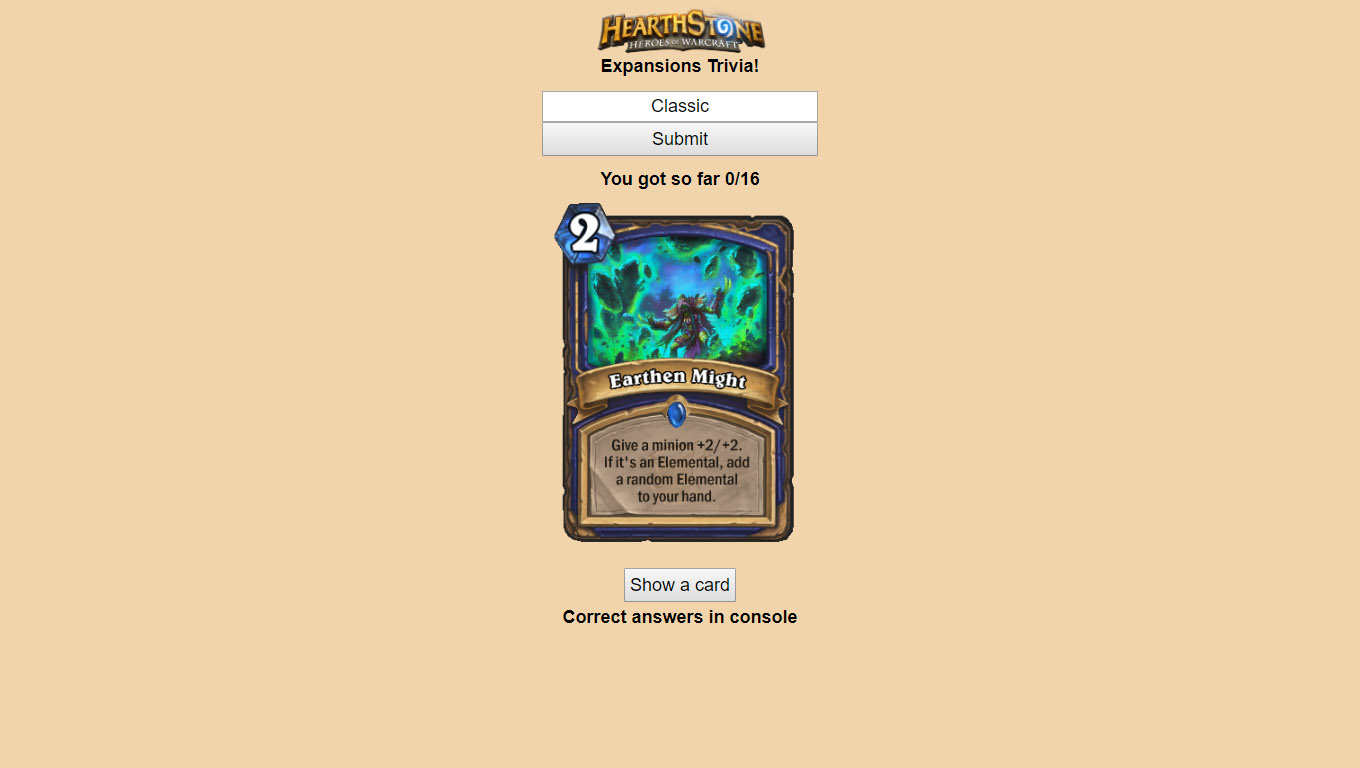 HEARTHSTONE
HEROES OF WARCRAFT
Expansions Trivia!
Classic
Submit
You got so far 0/16
2
Earthen Might
Give a minion +2/+2.
If it's an Elemental, add
a random Elemental
to your hand.
Show a card
Correct answers in console